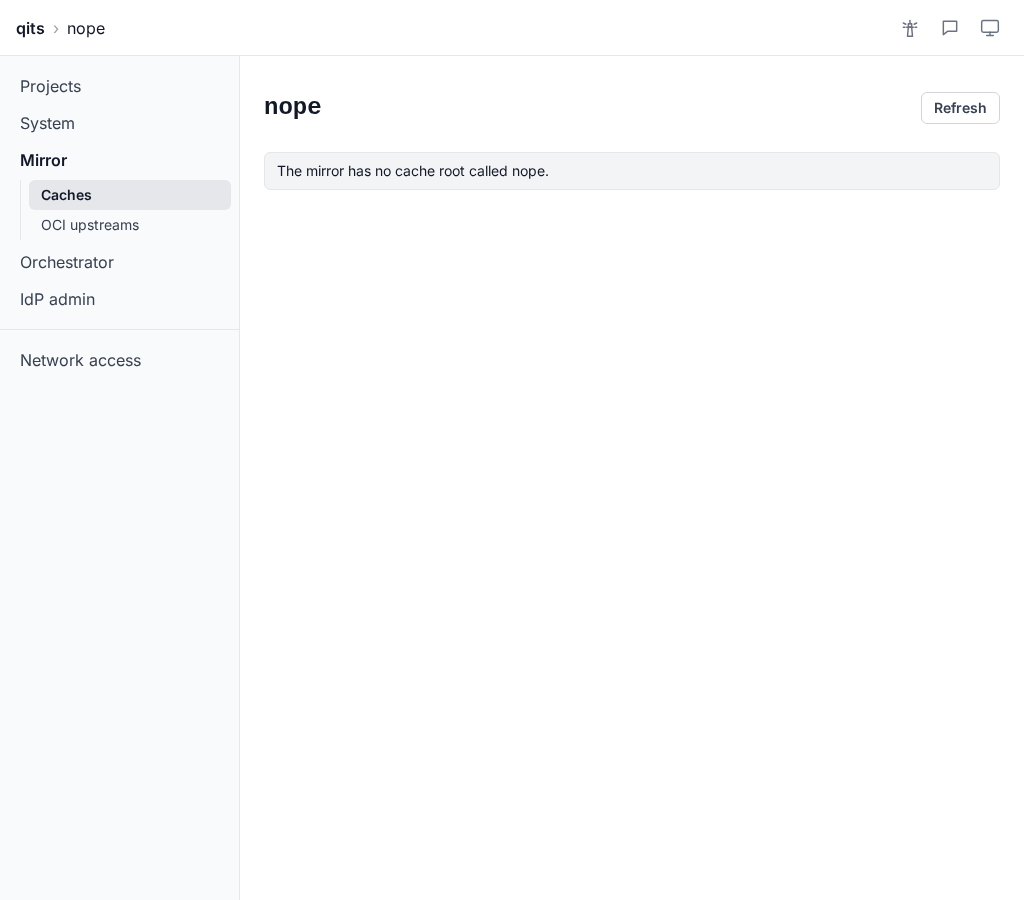 qits › nope
Projects
System
Mirror
Caches
OCI upstreams
Orchestrator
IdP admin
Network access
nope
Refresh
The mirror has no cache root called nope.